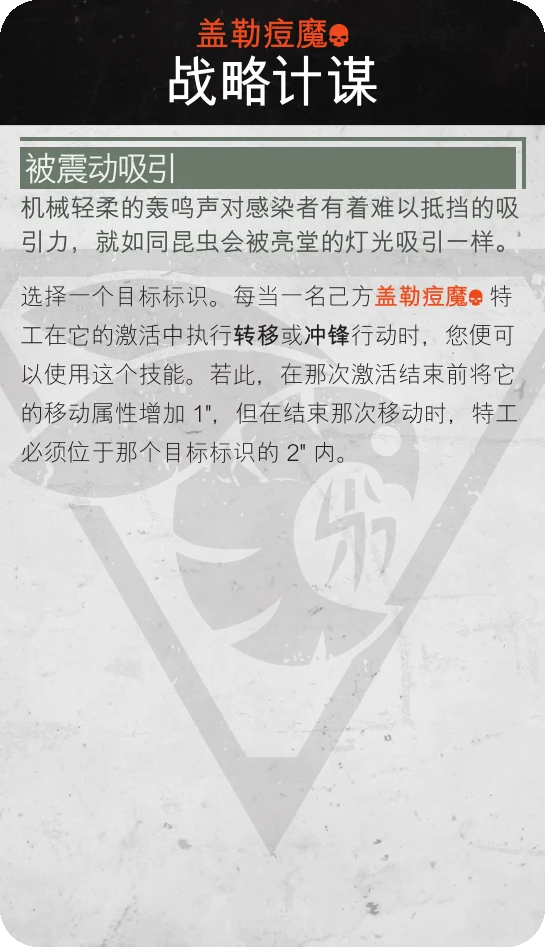 盖勒痘魔
战略计谋
被震动吸引
机械轻柔的轰鸣声对感染者有着难以抵挡的吸
引力，就如同昆虫会被亮堂的灯光吸引一样。
选择一个目标标识。每当一名己方盖勒痘魔 特
工在它的激活中执行转移或冲锋行动时，您便可
以使用这个技能。若此，在那次激活结束前将它
的移动属性增加 1"，但在结束那次移动时，特工
必须位于那个目标标识的 2" 内。